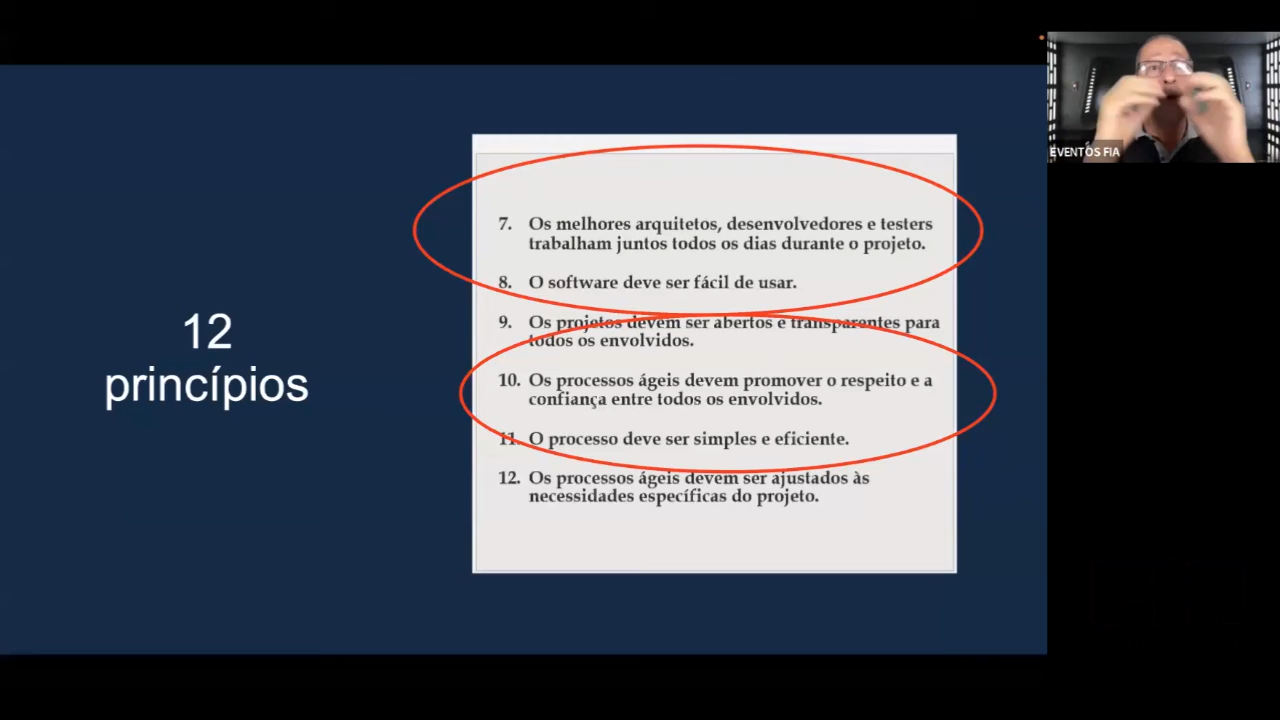 12
princípios
7. Os melhores arquitetos, desenvolvedores e testers
trabalham juntos todos os dias durante o projeto.
8. O software deve ser fácil de usar.
9. Os projetos devem ser abertos e transparentes para
todos os envolvidos.
10. Os processos ágeis devem promover o respeito e a
confiança entre todos os envolvidos.
11. O processo deve ser simples e eficiente.
12. Os processos ágeis devem ser ajustados às
necessidades específicas do projeto.
EVENTOS FIA